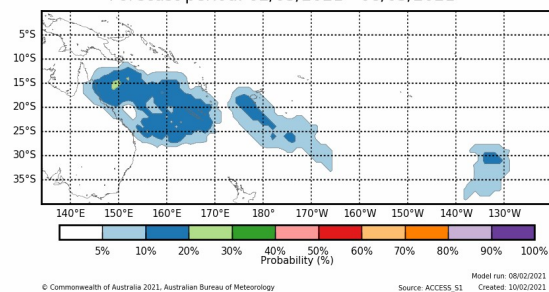 5°S
10°S
15°S
20°S
25°S
30°S
35°S
140°E 150°E 160°E 170°E 180°W 170°W 160°W 150°W 140°W 130°W
5% 10% 20% 30% 40% 50% 60% 70% 80% 90% 100%
Probability (%)
Model run: 08/02/2021
© Commonwealth of Australia 2021, Australian Bureau of Meteorology Source: ACCESS_S1 Created: 10/02/2021